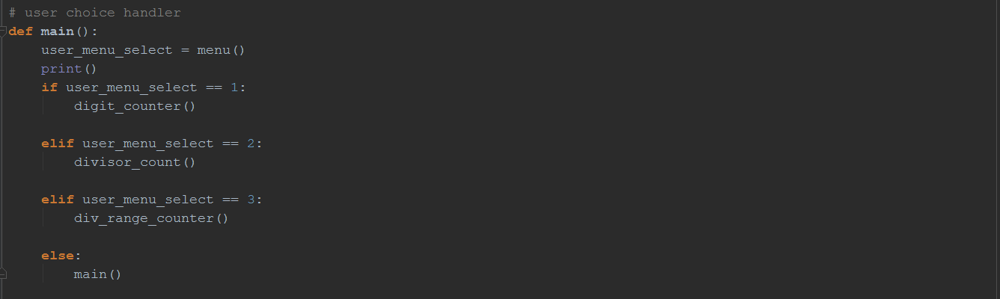 # user choice handler
def main():
    user_menu_select = menu()
    print()
    if user_menu_select == 1:
        digit_counter()
    elif user_menu_select == 2:
        divisor_count()
    elif user_menu_select == 3:
        div_range_counter()
    else:
        main()